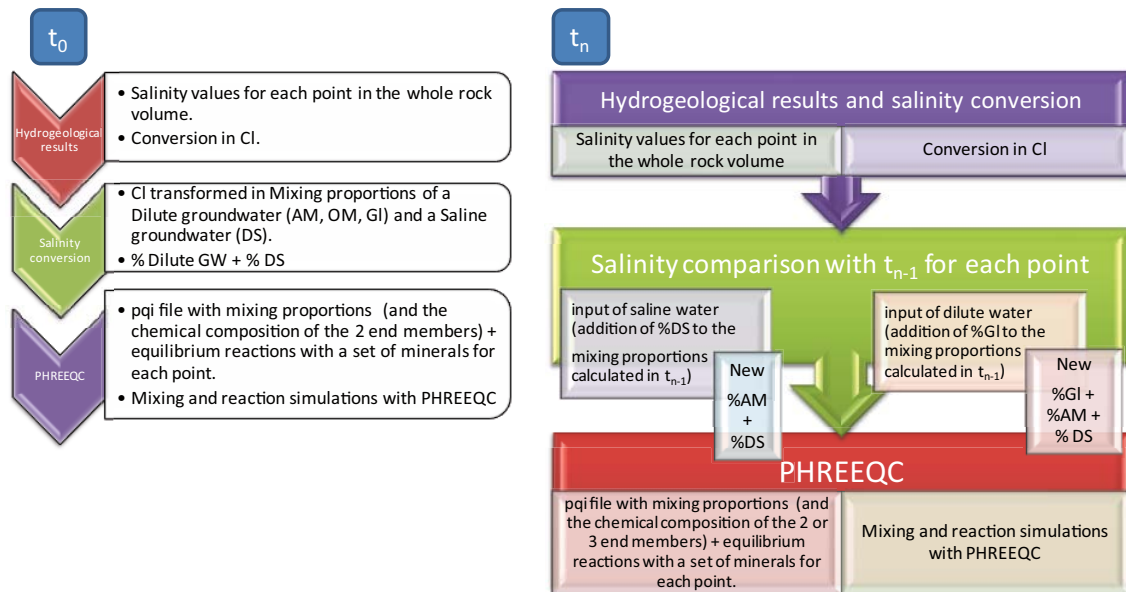 t0
Hydrogeological
results
• Salinity values for each point in the whole rock
volume.
• Conversion in Cl.
Salinity
conversion
• Cl transformed in Mixing proportions of a
Dilute groundwater (AM, OM, Gl) and a Saline
groundwater (DS).
• % Dilute GW + % DS
PHREEQC
• pqi file with mixing proportions (and the
chemical composition of the 2 end members) +
equilibrium reactions with a set of minerals for
each point.
• Mixing and reaction simulations with PHREEQC
tn
Hydrogeological results and salinity conversion
Salinity values for each point in
the whole rock volume
Conversion in Cl
Salinity comparison with tn-1 for each point
input of saline water
(addition of %DS to the
mixing proportions
calculated in tn-1)
New
%AM
+
%DS
input of dilute water
(addition of %Gl to the
mixing proportions
calculated in tn-1)
New
%Gl +
%AM +
% DS
PHREEQC
pqi file with mixing proportions (and
the chemical composition of the 2 or
3 end members) + equilibrium
reactions with a set of minerals for
each point.
Mixing and reaction simulations
with PHREEQC